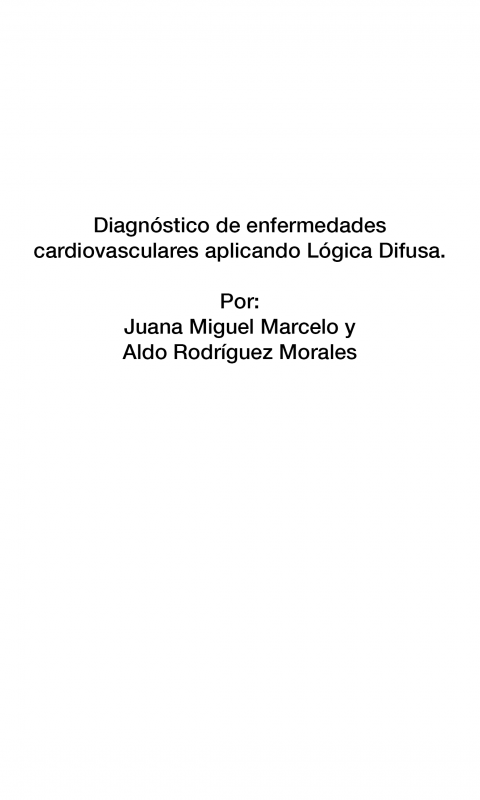 Diagnóstico de enfermedades
cardiovasculares aplicando Lógica Difusa.
Por:
Juana Miguel Marcelo y
Aldo Rodríguez Morales